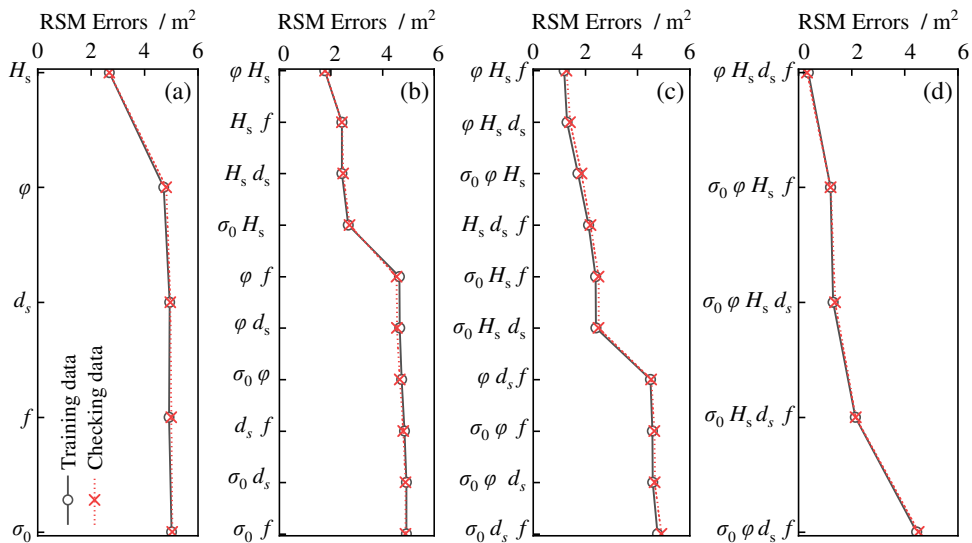 RSM Errors / m²
0 2 4 6
(a)
Hₛ
φ
dₛ
f
σ₀
Training data
Checking data
RSM Errors / m²
0 2 4 6
(b)
φ Hₛ
Hₛ f
Hₛ dₛ
σ₀ Hₛ
φ f
φ dₛ
σ₀ φ
dₛ f
σ₀ dₛ
σ₀ f
RSM Errors / m²
0 2 4 6
(c)
φ Hₛ f
φ Hₛ dₛ
σ₀ φ Hₛ
Hₛ dₛ f
σ₀ Hₛ f
σ₀ Hₛ dₛ
φ dₛ f
σ₀ φ f
σ₀ φ dₛ
σ₀ dₛ f
RSM Errors / m²
0 2 4 6
(d)
φ Hₛ dₛ f
σ₀ φ Hₛ f
σ₀ φ Hₛ dₛ
σ₀ Hₛ dₛ f
σ₀ φ dₛ f